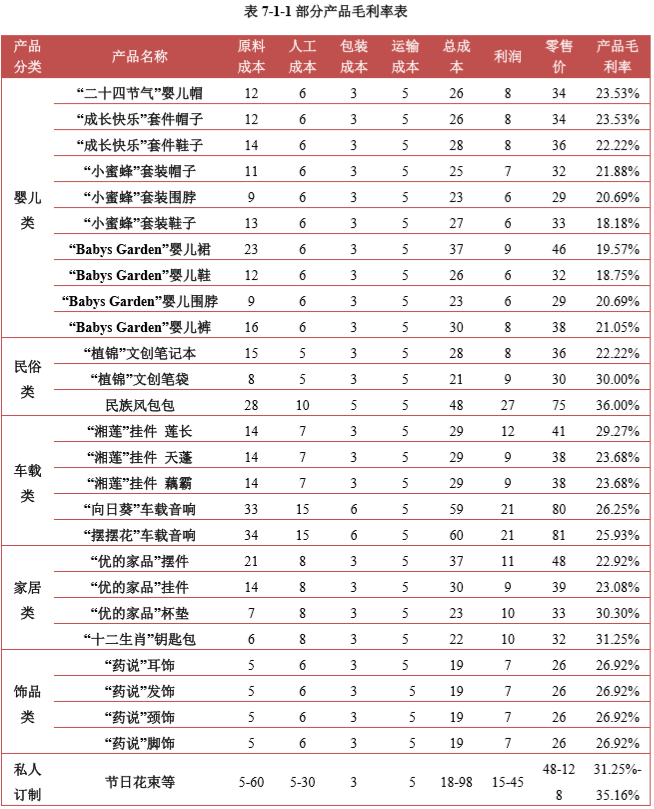 表 7-1-1 部分产品毛利率表
产品分类 产品名称 原料成本 人工成本 包装成本 运输成本 总成本 利润 零售价 产品毛利率
婴儿类
“二十四节气”婴儿帽 12 6 3 5 26 8 34 23.53%
“成长快乐”套件帽子 12 6 3 5 26 8 34 23.53%
“成长快乐”套件鞋子 14 6 3 5 28 8 36 22.22%
“小蜜蜂”套装帽子 11 6 3 5 25 7 32 21.88%
“小蜜蜂”套装围脖 9 6 3 5 23 6 29 20.69%
“小蜜蜂”套装鞋子 13 6 3 5 27 6 33 18.18%
“Babys Garden”婴儿裙 23 6 3 5 37 9 46 19.57%
“Babys Garden”婴儿鞋 12 6 3 5 26 6 32 18.75%
“Babys Garden”婴儿围脖 9 6 3 5 23 6 29 20.69%
“Babys Garden”婴儿裤 16 6 3 5 30 8 38 21.05%
民俗类
“植锦”文创笔记本 15 5 3 5 28 8 36 22.22%
“植锦”文创笔袋 8 5 3 5 21 9 30 30.00%
民族风包包 28 10 5 5 48 27 75 36.00%
车载类
“湘莲”挂件 莲长 14 7 3 5 29 12 41 29.27%
“湘莲”挂件 天蓬 14 7 3 5 29 9 38 23.68%
“湘莲”挂件 藕霸 14 7 3 5 29 9 38 23.68%
“向日葵”车载音响 33 15 6 5 59 21 80 26.25%
“摆摆花”车载音响 34 15 6 5 60 21 81 25.93%
家居类
“优的家品”摆件 21 8 3 5 37 11 48 22.92%
“优的家品”挂件 14 8 3 5 30 9 39 23.08%
“优的家品”杯垫 7 8 3 5 23 10 33 30.30%
“十二生肖”钥匙包 6 8 3 5 22 10 32 31.25%
饰品类
“药说”耳饰 5 6 3 5 19 7 26 26.92%
“药说”发饰 5 6 3 5 19 7 26 26.92%
“药说”颈饰 5 6 3 5 19 7 26 26.92%
“药说”脚饰 5 6 3 5 19 7 26 26.92%
私人订制
节日花束等 5-60 5-30 3 5 18-98 15-45 48-128 31.25%-35.16%